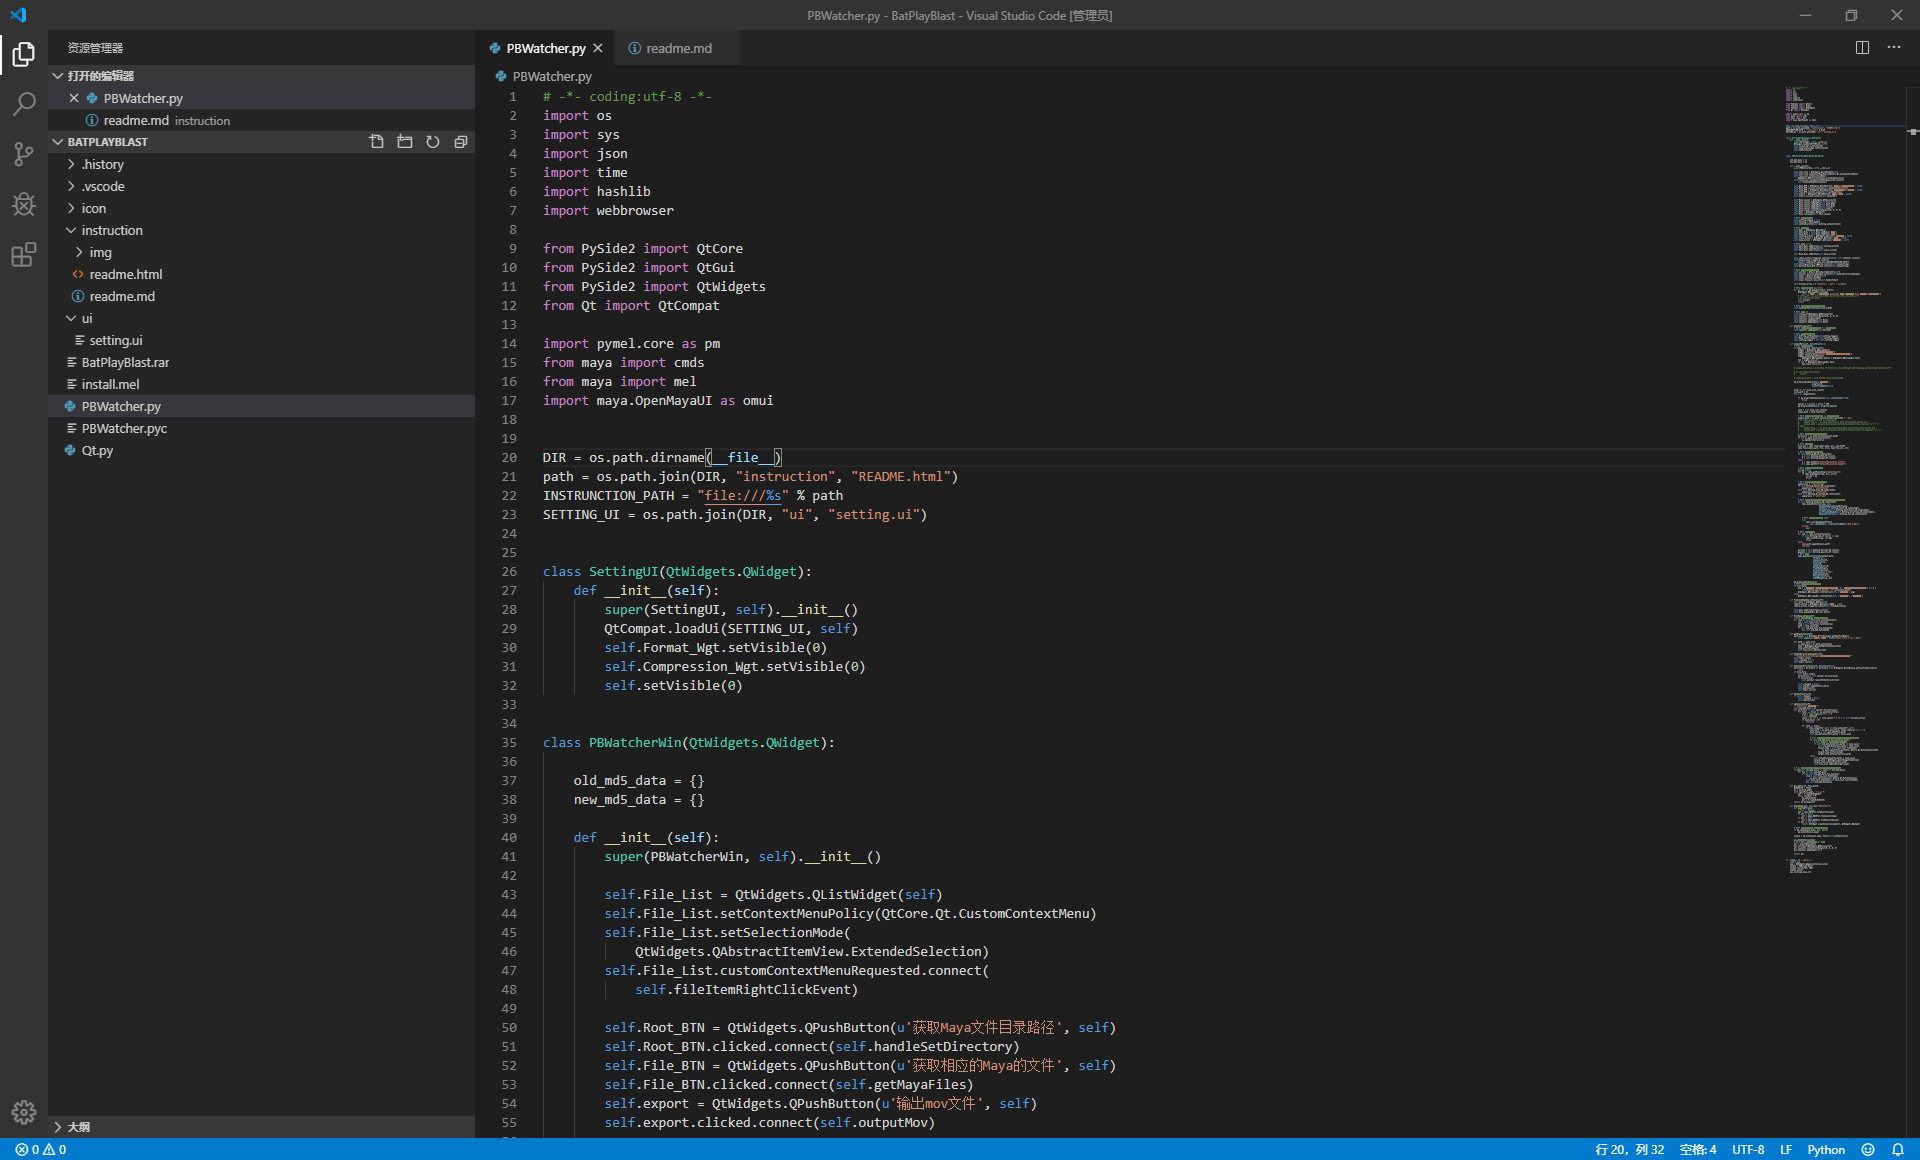 PBWatcher.py - BatPlayBlast - Visual Studio Code [管理员]
资源管理器
打开的编辑器
PBWatcher.py
readme.md instruction
BATPLAYBLAST
.history
.vscode
icon
instruction
img
readme.html
readme.md
ui
setting.ui
BatPlayBlast.rar
install.mel
PBWatcher.py
PBWatcher.pyc
Qt.py
大纲
PBWatcher.py
readme.md
PBWatcher.py
1 # -*- coding:utf-8 -*-
2 import os
3 import sys
4 import json
5 import time
6 import hashlib
7 import webbrowser
8
9 from PySide2 import QtCore
10 from PySide2 import QtGui
11 from PySide2 import QtWidgets
12 from Qt import QtCompat
13
14 import pymel.core as pm
15 from maya import cmds
16 from maya import mel
17 import maya.OpenMayaUI as omui
18
19
20 DIR = os.path.dirname(__file__)
21 path = os.path.join(DIR, "instruction", "README.html")
22 INSTRUNCTION_PATH = "file:///%s" % path
23 SETTING_UI = os.path.join(DIR, "ui", "setting.ui")
24
25
26 class SettingUI(QtWidgets.QWidget):
27 def __init__(self):
28 super(SettingUI, self).__init__()
29 QtCompat.loadUi(SETTING_UI, self)
30 self.Format_Wgt.setVisible(0)
31 self.Compression_Wgt.setVisible(0)
32 self.setVisible(0)
33
34
35 class PBWatcherWin(QtWidgets.QWidget):
36
37 old_md5_data = {}
38 new_md5_data = {}
39
40 def __init__(self):
41 super(PBWatcherWin, self).__init__()
42
43 self.File_List = QtWidgets.QListWidget(self)
44 self.File_List.setContextMenuPolicy(QtCore.Qt.CustomContextMenu)
45 self.File_List.setSelectionMode(
46 QtWidgets.QAbstractItemView.ExtendedSelection)
47 self.File_List.customContextMenuRequested.connect(
48 self.fileItemRightClickEvent)
49
50 self.Root_BTN = QtWidgets.QPushButton(u'获取Maya文件目录路径', self)
51 self.Root_BTN.clicked.connect(self.handleSetDirectory)
52 self.File_BTN = QtWidgets.QPushButton(u'获取相应的Maya的文件', self)
53 self.File_BTN.clicked.connect(self.getMayaFiles)
54 self.export = QtWidgets.QPushButton(u'输出mov文件', self)
55 self.export.clicked.connect(self.outputMov)
0 0
行 20，列 32 空格: 4 UTF-8 LF Python